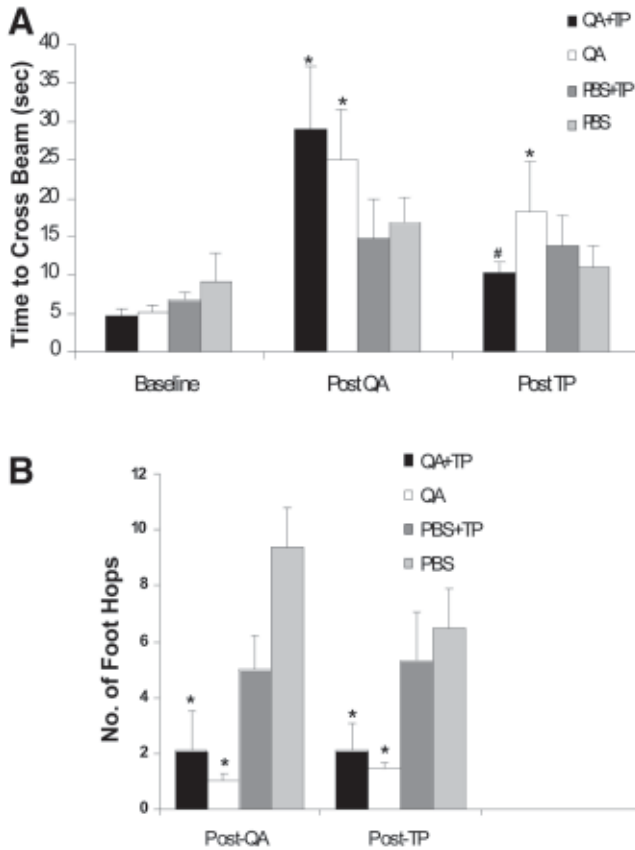 A
QA+TP
QA
PBS+TP
PBS
Time to Cross Beam (sec)
40
35
30
25
20
15
10
5
0
*
*
*
#
Baseline
Post QA
Post TP
B
QA+TP
QA
PBS+TP
PBS
No. of Foot Hops
12
10
8
6
4
2
0
*
*
*
*
Post-QA
Post-TP